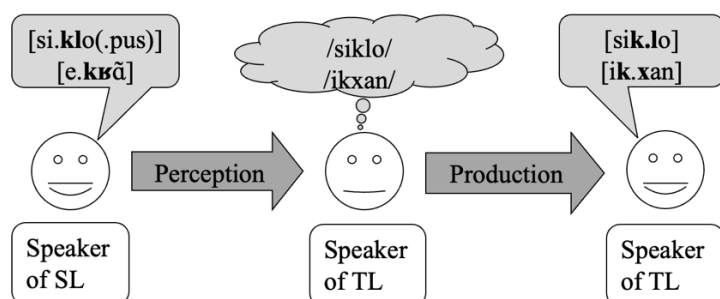 [si.klo(.pus)]
[e.kʁɑ̃]
/siklo/
/ikxan/
[sik.lo]
[ik.xan]
Perception
Production
Speaker
of SL
Speaker
of TL
Speaker
of TL